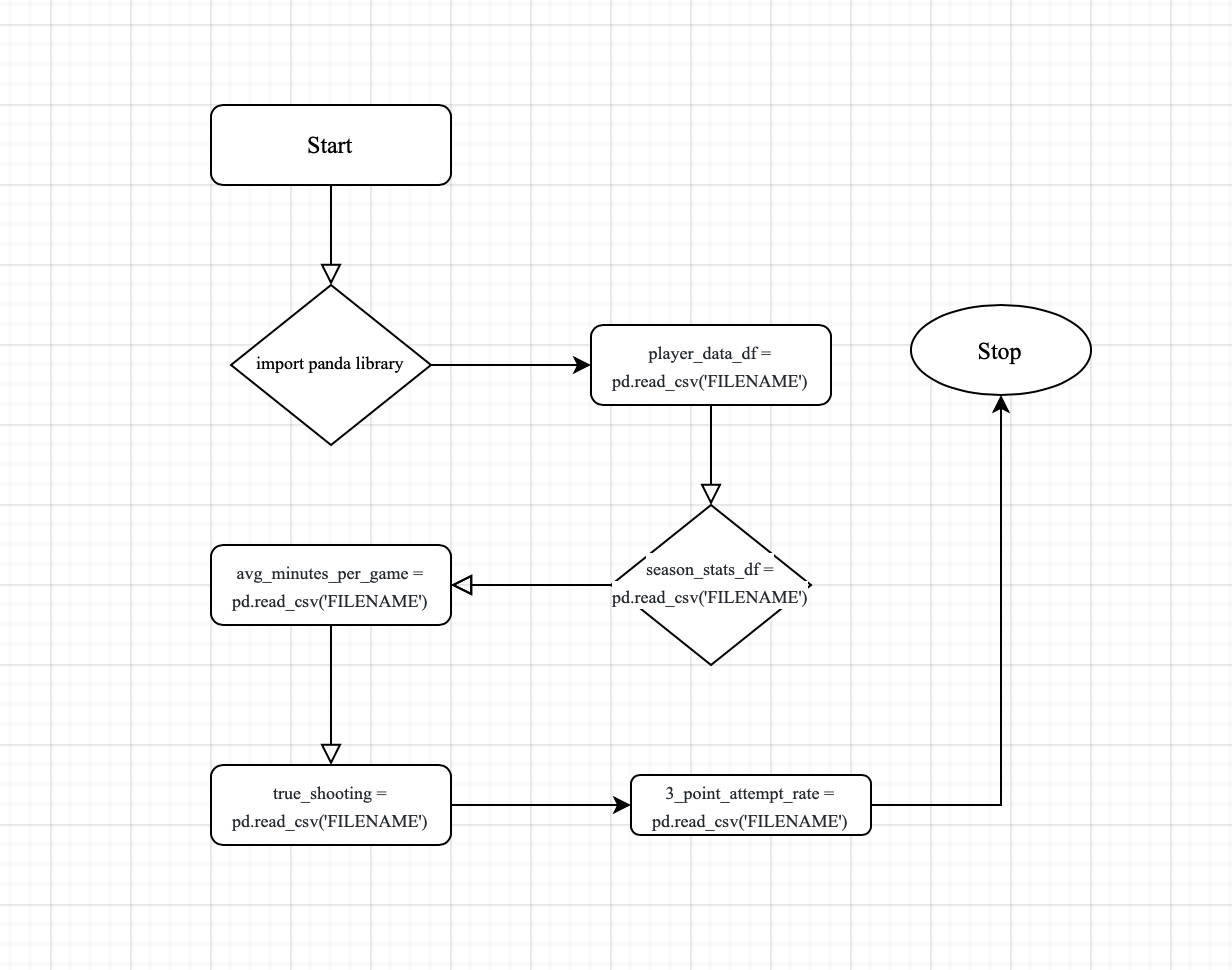 Start
import panda library
player_data_df =
pd.read_csv('FILENAME')
Stop
season_stats_df =
pd.read_csv('FILENAME')
avg_minutes_per_game =
pd.read_csv('FILENAME')
true_shooting =
pd.read_csv('FILENAME')
3_point_attempt_rate =
pd.read_csv('FILENAME')